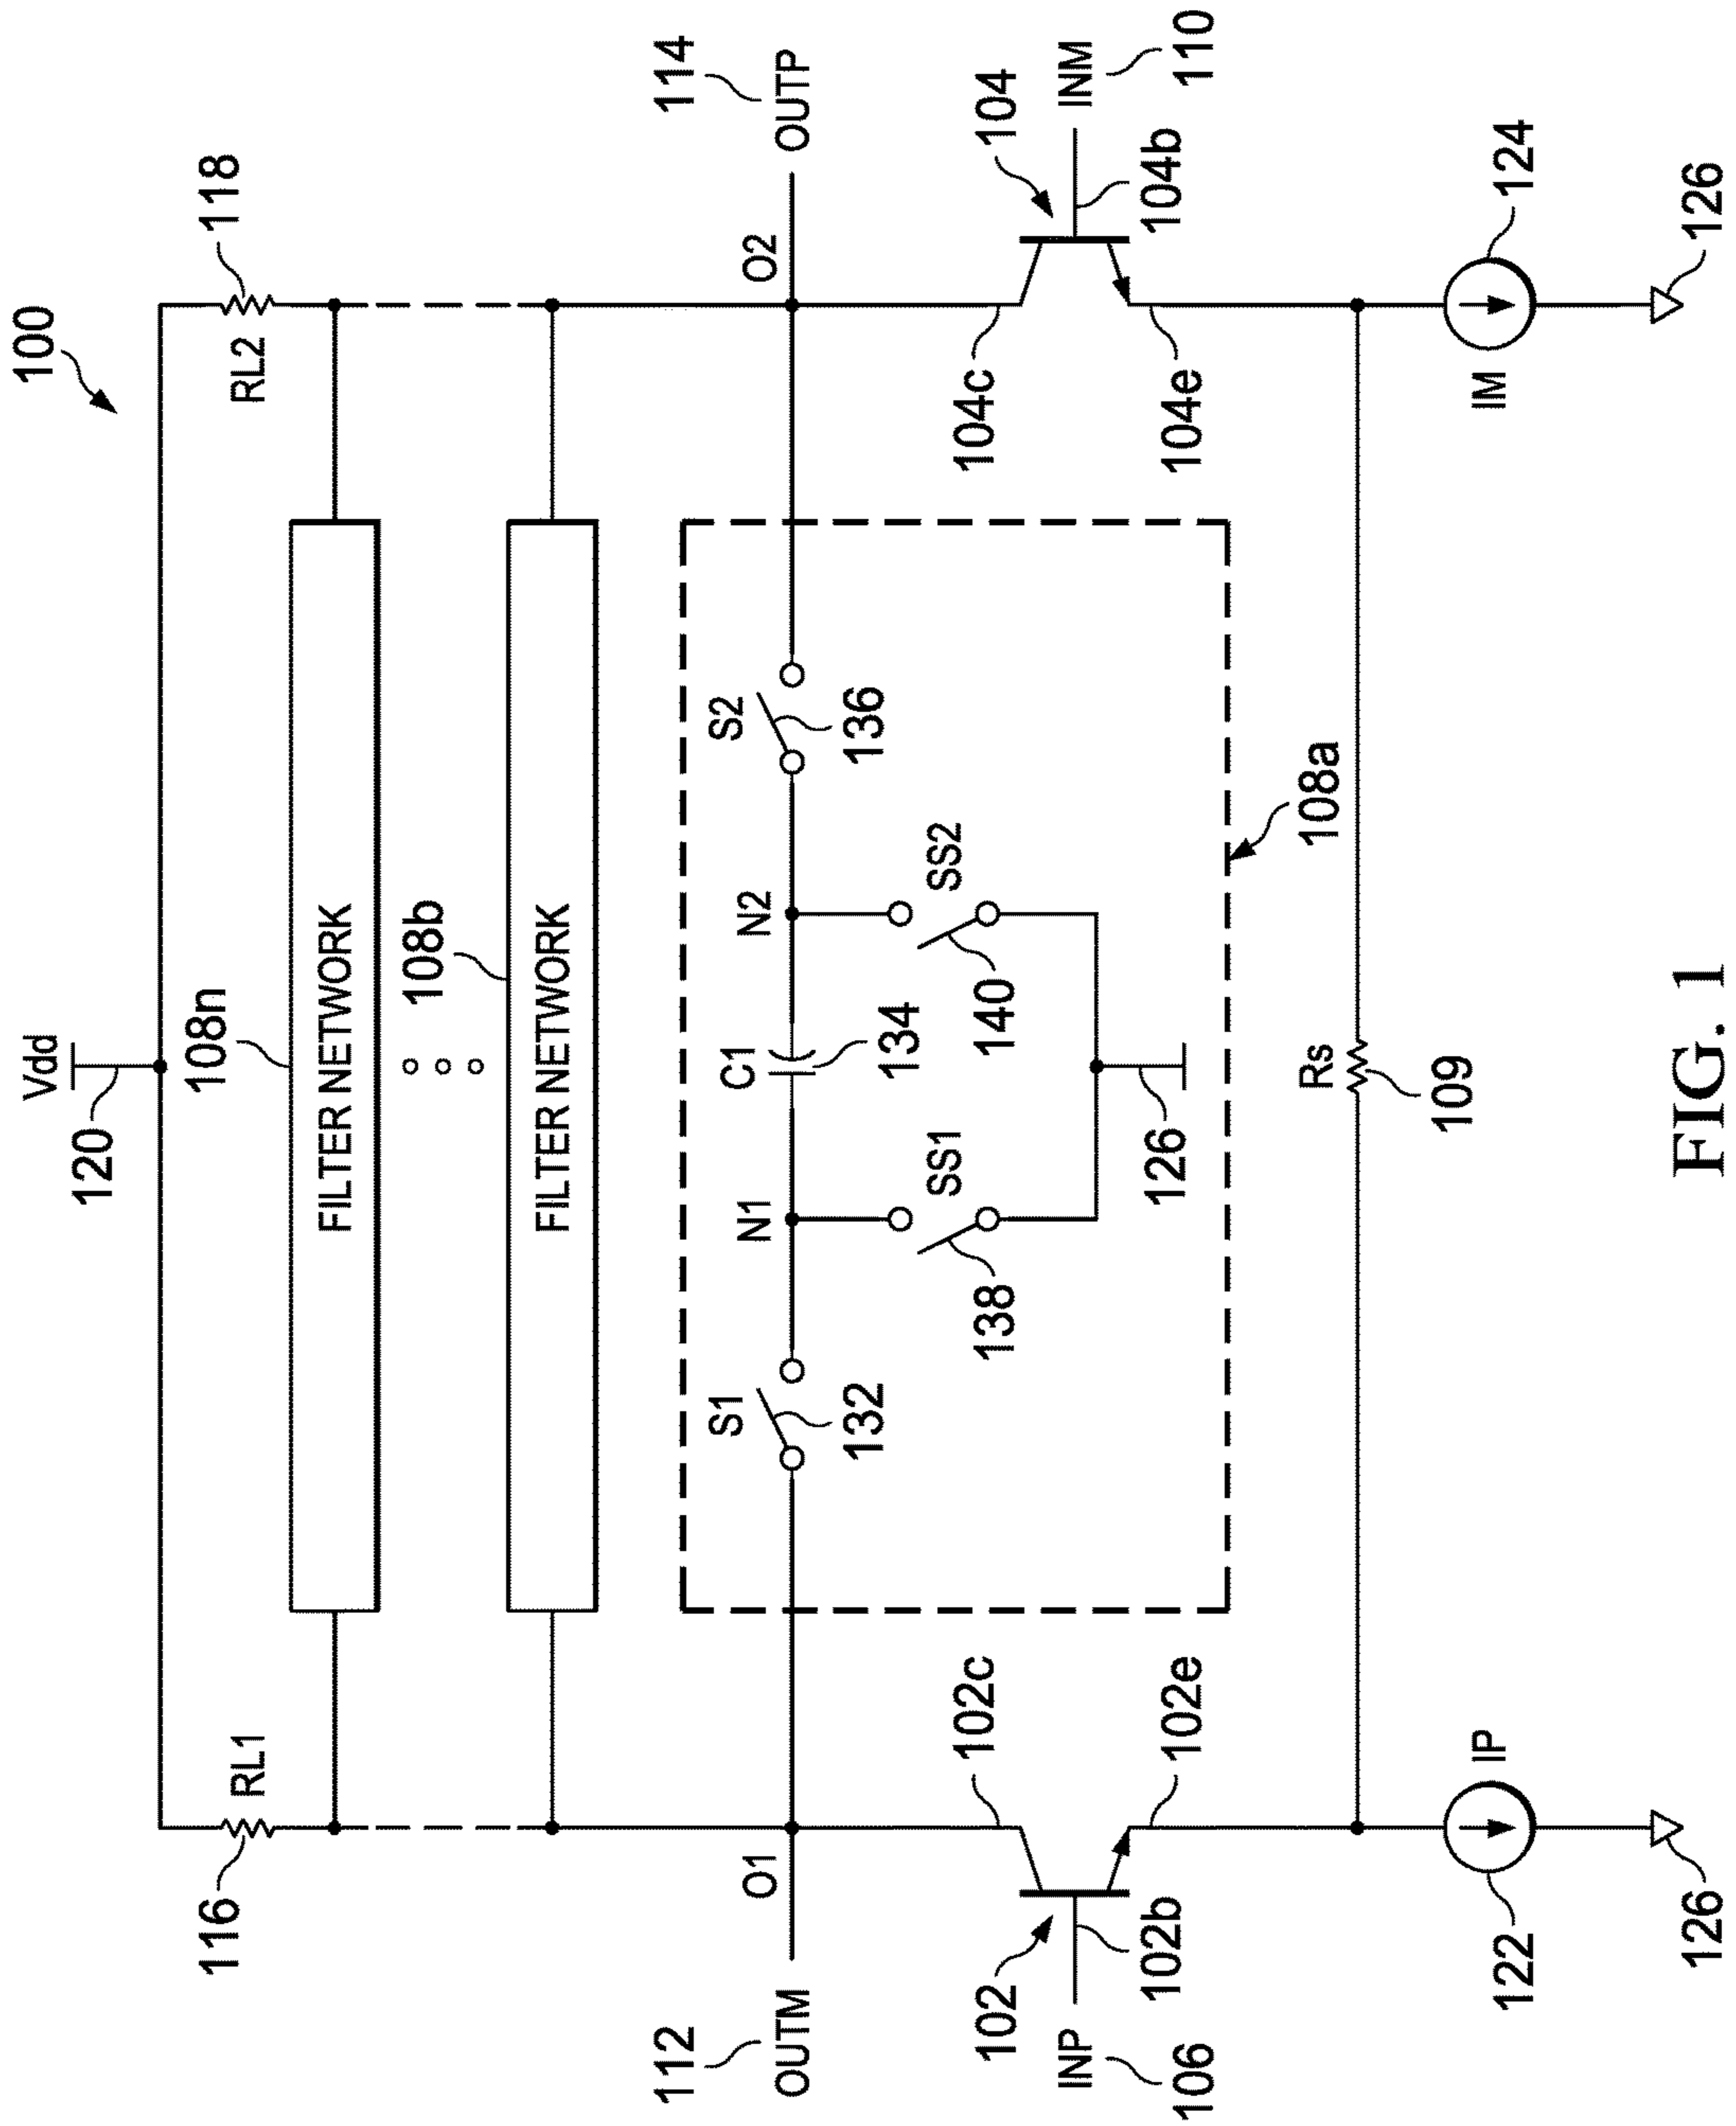 100
Vdd
120
116
RL1
RL2
118
108n
FILTER NETWORK
108b
FILTER NETWORK
112
OUTM
O1
S1
132
N1
C1
134
N2
S2
136
O2
OUTP
114
SS1
138
SS2
140
126
108a
102
INP
106
102b
102c
102e
104
INM
110
104b
104c
104e
Rs
109
IP
122
126
IM
124
126
FIG. 1